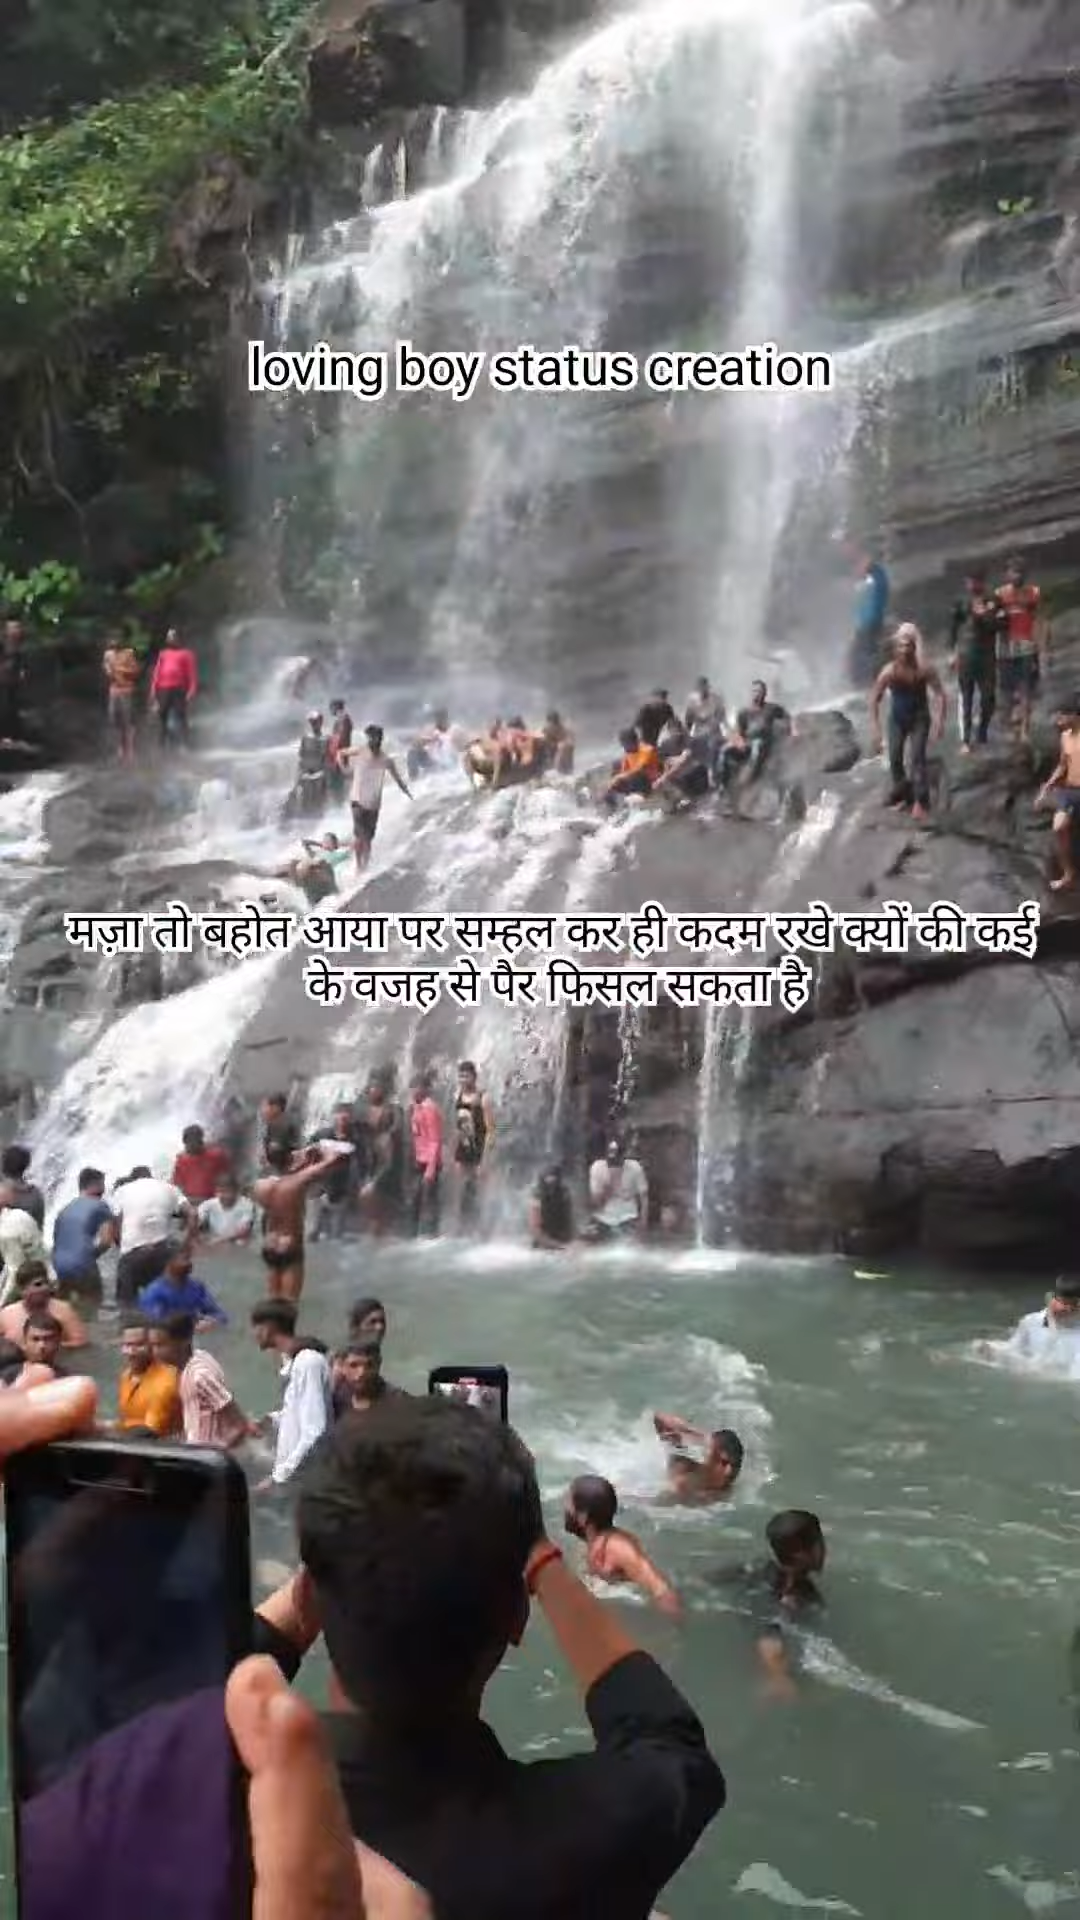 loving boy status creation
मज़ा तो बहोत आया पर सम्हल कर ही कदम रखे क्यों की कई
के वजह से पैर फिसल सकता है